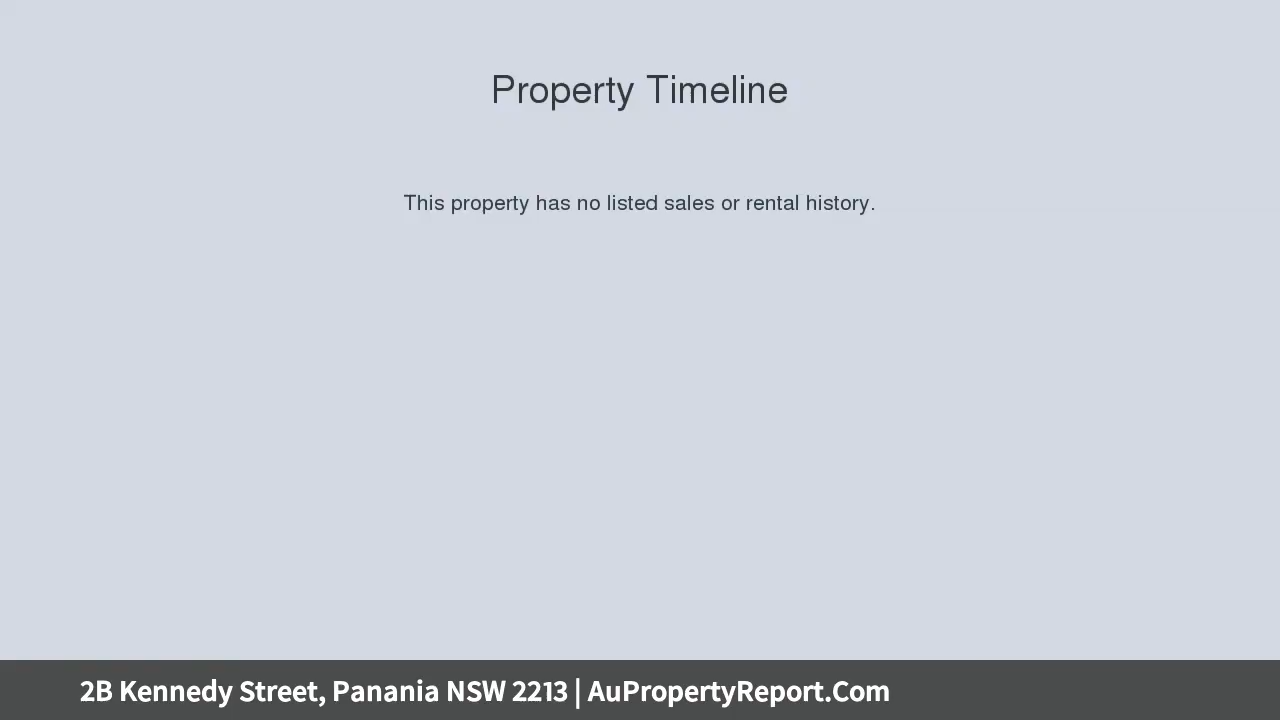 Property Timeline
This property has no listed sales or rental history.
2B Kennedy Street, Panania NSW 2213 | AuPropertyReport.Com